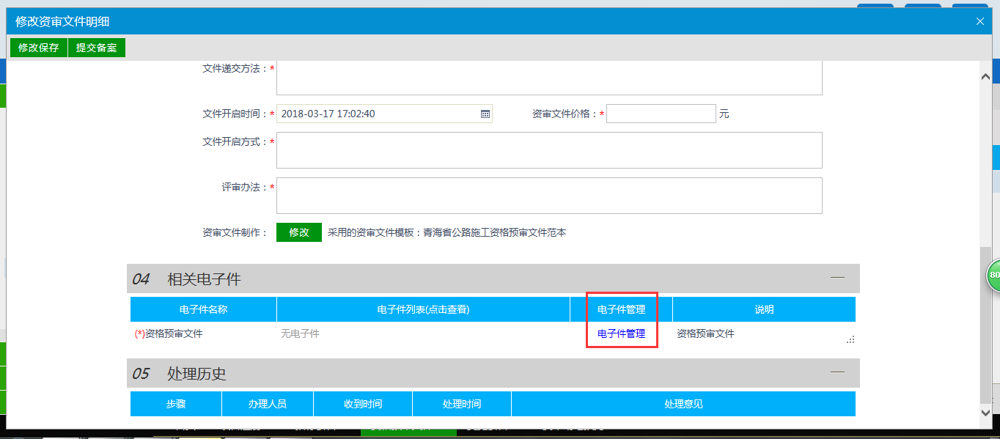 修改资审文件明细
修改保存 提交备案
文件递交方法：*
文件开启时间：* 2018-03-17 17:02:40 资审文件价格：* 元
文件开启方式：*
评审办法：*
资审文件制作： 修改 采用的资审文件模板：青海省公路施工资格预审文件范本
04 相关电子件
电子件名称 电子件列表(点击查看) 电子件管理 说明
(*)资格预审文件 无电子件 电子件管理 资格预审文件
05 处理历史
步骤 办理人员 收到时间 处理时间 处理意见
80